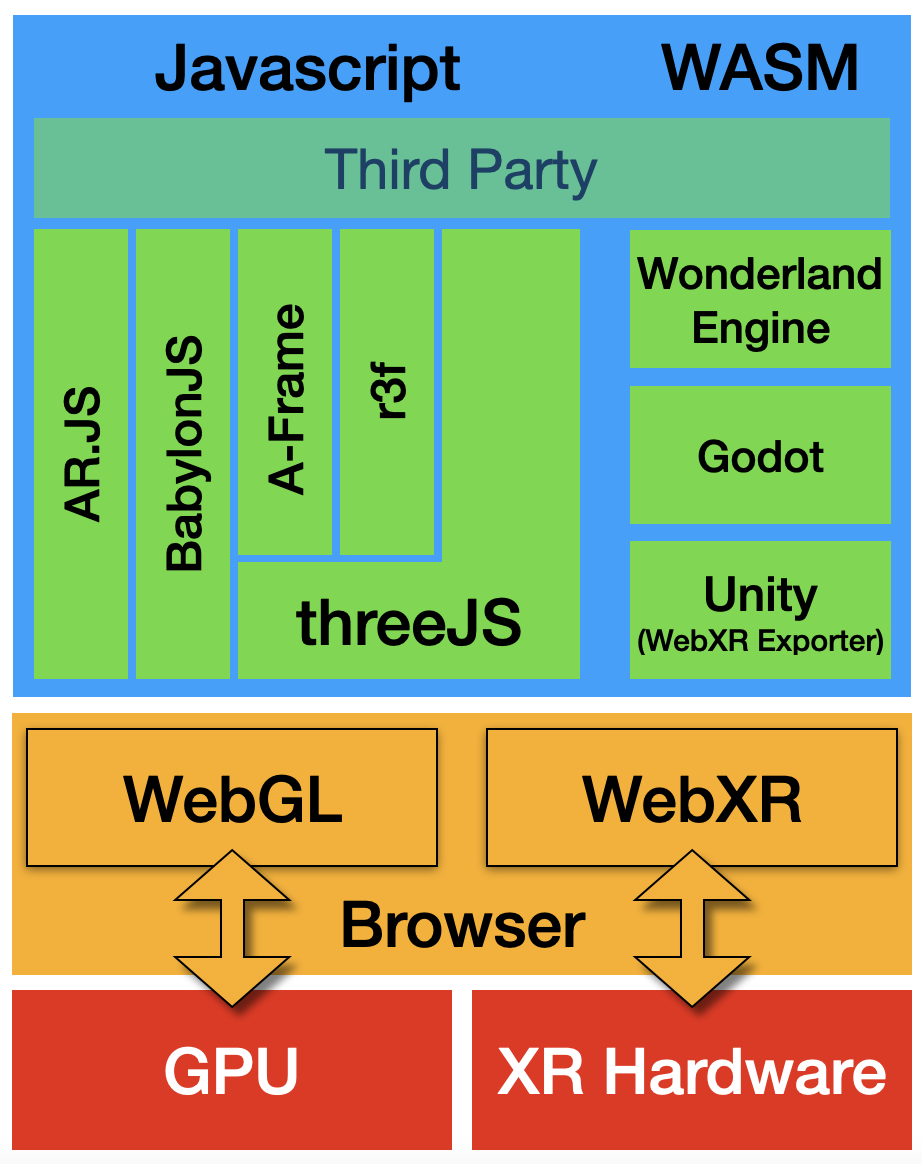 Javascript
WASM
Third Party
AR.JS
BabylonJS
A-Frame
r3f
threeJS
Wonderland
Engine
Godot
Unity
(WebXR Exporter)
WebGL
WebXR
Browser
GPU
XR Hardware